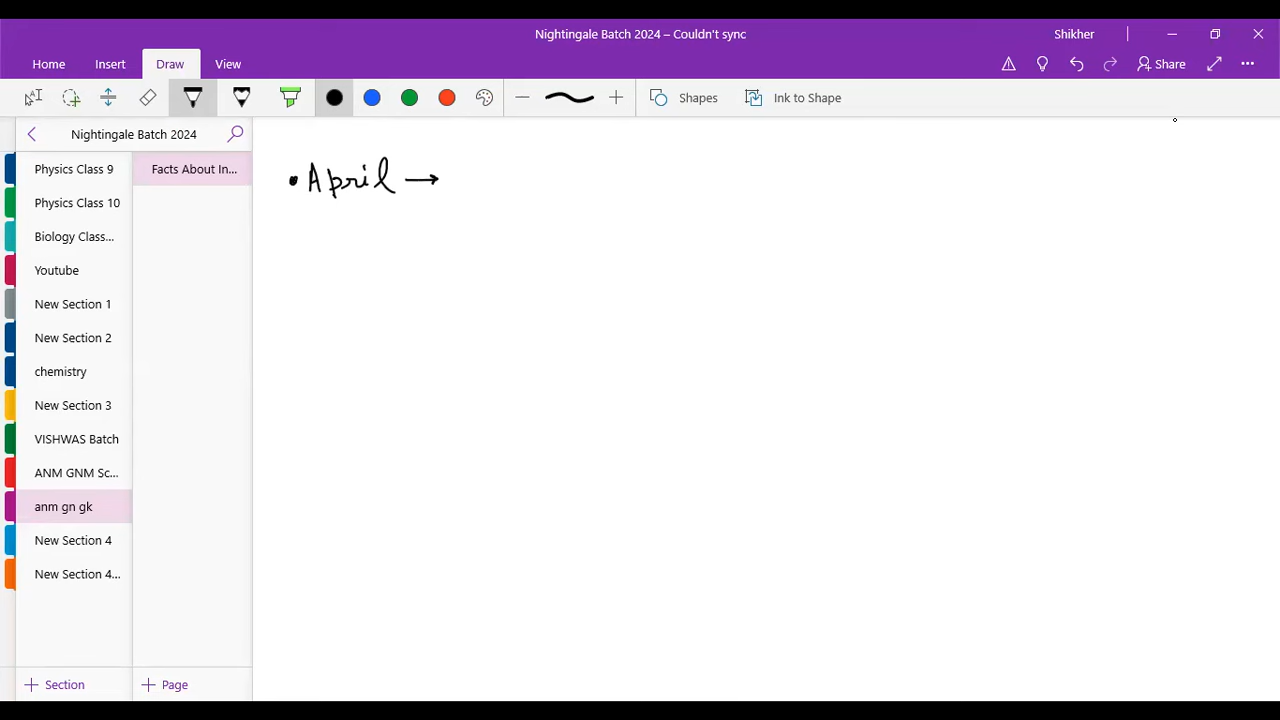 Nightingale Batch 2024 – Couldn't sync
Shikher
Home Insert Draw View
Share
Shapes Ink to Shape
Nightingale Batch 2024
Physics Class 9
Facts About In...
• April →
Physics Class 10
Biology Class...
Youtube
New Section 1
New Section 2
chemistry
New Section 3
VISHWAS Batch
ANM GNM Sc...
anm gn gk
New Section 4
New Section 4...
+ Section
+ Page